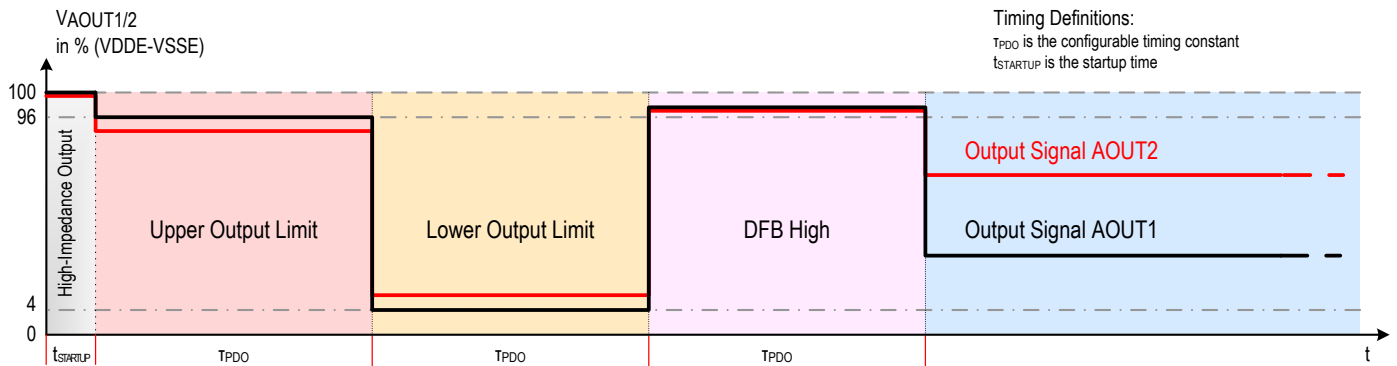 VAOUT1/2
in % (VDDE-VSSE)
Timing Definitions:
τPDO is the configurable timing constant
tSTARTUP is the startup time
100
96
4
0
High-Impedance Output
Upper Output Limit
Lower Output Limit
DFB High
Output Signal AOUT2
Output Signal AOUT1
tSTARTUP
τPDO
τPDO
τPDO
t